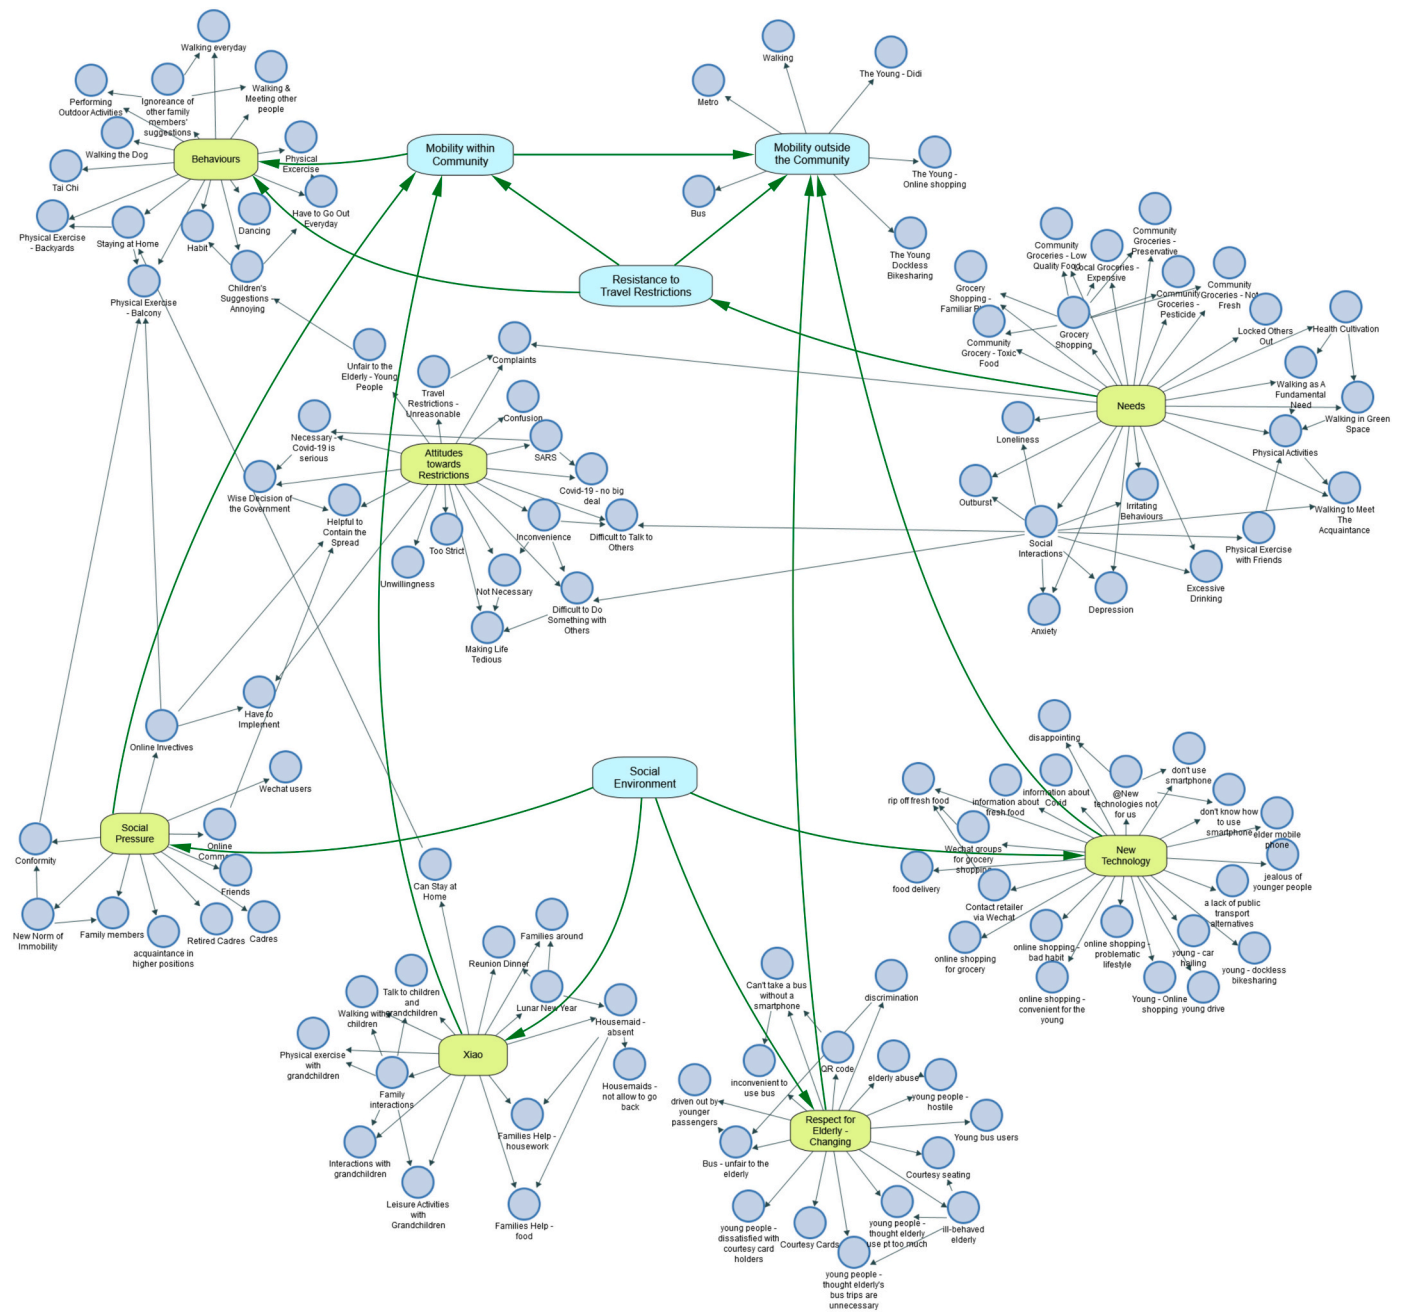 Walking everyday
Performing
Outdoor Activities
Ignoreance of
other family
members'
suggestions
Walking &
Meeting other
people
Walking the Dog
Behaviours
Physical
Excercise
Tai Chi
Have to Go Out
Everyday
Physical Exercise
- Backyards
Staying at Home
Habit
Dancing
Physical Exercise
- Balcony
Children's
Suggestions
Annoying
Mobility within
Community
Walking
The Young - Didi
Metro
Mobility outside
the Community
The Young -
Online shopping
Bus
The Young
Dockless
Bikesharing
Resistance to
Travel Restrictions
Community
Groceries - Low
Quality Food
Local Groceries -
Expensive
Community
Groceries -
Preservative
Grocery
Shopping -
Community
Groceries -
Pesticide
Community
Groceries - Not
Fresh
Community
Grocery - Toxic
Food
Grocery
Shopping
Locked Others
Out
Health Cultivation
Walking as A
Fundamental
Need
Needs
Walking in Green
Space
Loneliness
Physical Activities
Outburst
Irritating
Behaviours
Walking to Meet
The
Acquaintance
Social
Interactions
Physical Exercise
with Friends
Excessive
Drinking
Depression
Anxiety
Unfair to the
Elderly - Young
People
Complaints
Travel
Restrictions -
Unreasonable
Confusion
Necessary -
Covid-19 is
serious
SARS
Attitudes
towards
Restrictions
Covid-19 - no big
deal
Wise Decision of
the Government
Helpful to
Contain the
Spread
Too Strict
Inconvenience
Difficult to Talk to
Others
Unwillingness
Not Necessary
Difficult to Do
Something with
Others
Making Life
Tedious
Have to
Implement
Online Invectives
Wechat users
Social
Pressure
Conformity
Online
Friends
New Norm of
Immobility
Family members
acquaintance in
higher positions
Retired Cadres
Cadres
Social
Environment
Can Stay at
Home
Families around
Reunion Dinner
Talk to children
and
grandchildren
Lunar New Year
Walking with
children
Housemaid -
absent
Physical exercise
with
grandchildren
Xiao
Family
interactions
Housemaids -
not allow to go
back
Families Help -
housework
Interactions with
grandchildren
Leisure Activities
with
Grandchildren
Families Help -
food
disappointing
don't use
smartphone
@New
technologies not
for us
rip off fresh food
information about
fresh food
information about
Covid
don't know how
to use
smartphone
elder mobile
phone
Wechat groups
for grocery
shopping
New
Technology
jealous of
younger people
food delivery
Contact retailer
via Wechat
a lack of public
transport
alternatives
online shopping
for grocery
online shopping -
bad habit
online shopping -
problematic
lifestyle
young - car
hailing
young - dockless
bikesharing
online shopping -
convenient for the
young
Young - Online
shopping
young drive
Can't take a bus
without a
smartphone
discrimination
QR code
inconvenient to
use bus
elderly abuse
young people -
hostile
driven out by
younger
passengers
Respect for
Elderly -
Changing
Young bus users
Bus - unfair to the
elderly
Courtesy seating
young people -
dissatisfied with
courtesy card
holders
Courtesy Cards
young people -
thought elderly
use pt too much
ill-behaved
elderly
young people -
thought elderly's
bus trips are
unnecessary